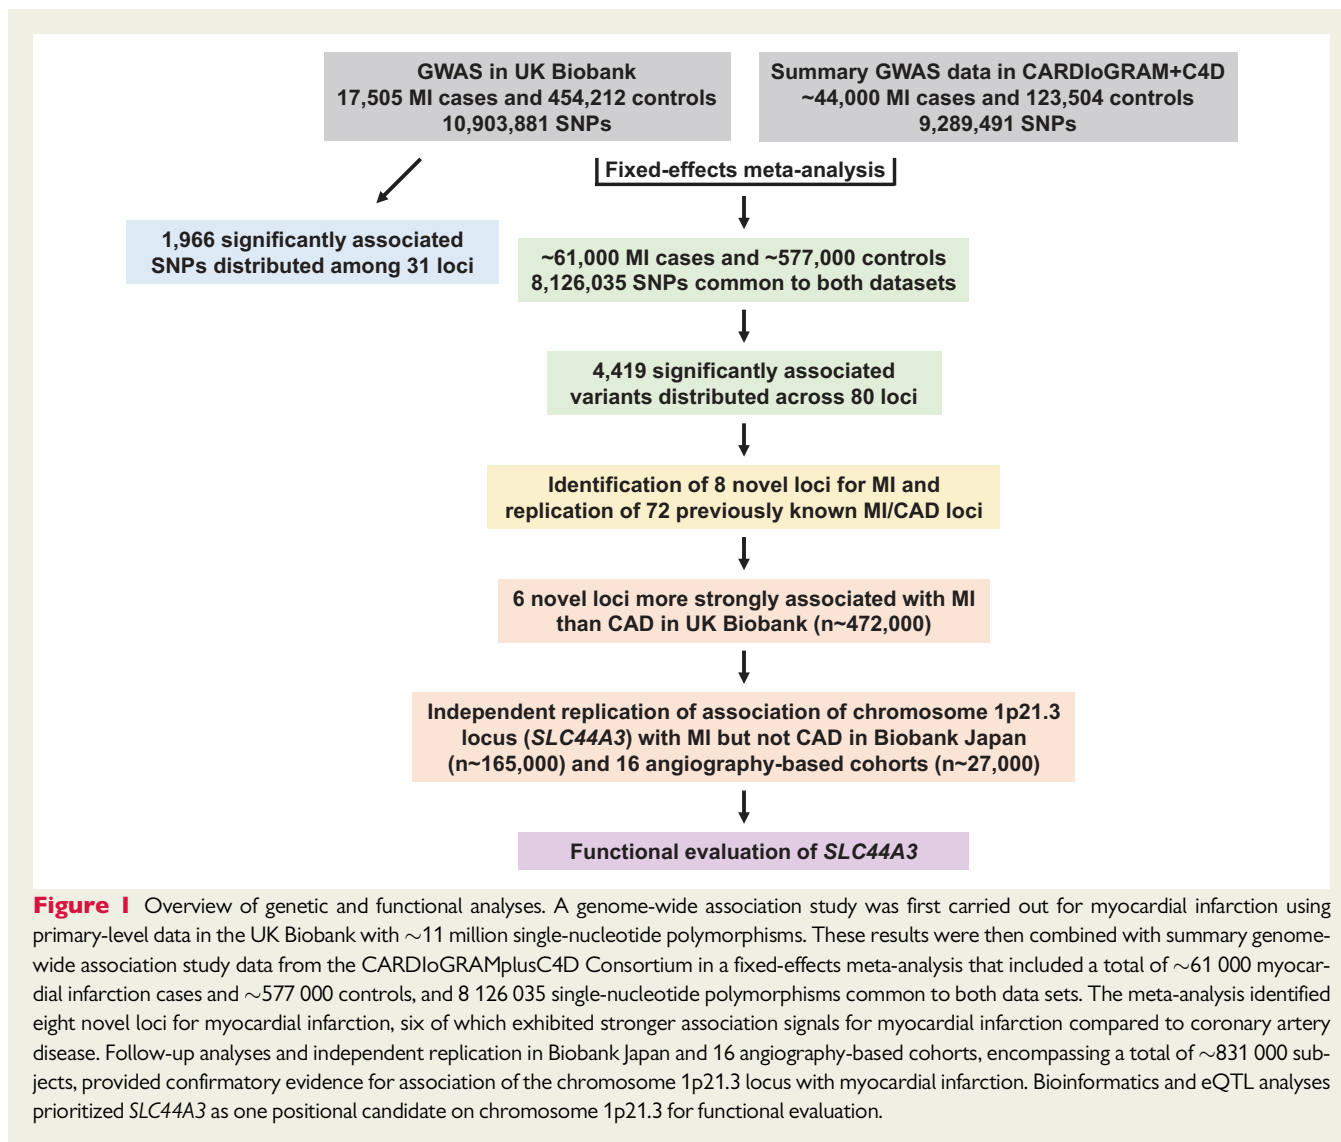 GWAS in UK Biobank
17,505 MI cases and 454,212 controls
10,903,881 SNPs
Summary GWAS data in CARDIoGRAM+C4D
~44,000 MI cases and 123,504 controls
9,289,491 SNPs
Fixed-effects meta-analysis
1,966 significantly associated
SNPs distributed among 31 loci
~61,000 MI cases and ~577,000 controls
8,126,035 SNPs common to both datasets
4,419 significantly associated
variants distributed across 80 loci
Identification of 8 novel loci for MI and
replication of 72 previously known MI/CAD loci
6 novel loci more strongly associated with MI
than CAD in UK Biobank (n~472,000)
Independent replication of association of chromosome 1p21.3
locus (SLC44A3) with MI but not CAD in Biobank Japan
(n~165,000) and 16 angiography-based cohorts (n~27,000)
Functional evaluation of SLC44A3
Figure 1 Overview of genetic and functional analyses. A genome-wide association study was first carried out for myocardial infarction using
primary-level data in the UK Biobank with ~11 million single-nucleotide polymorphisms. These results were then combined with summary genome-
wide association study data from the CARDIoGRAMplusC4D Consortium in a fixed-effects meta-analysis that included a total of ~61 000 myocar-
dial infarction cases and ~577 000 controls, and 8 126 035 single-nucleotide polymorphisms common to both data sets. The meta-analysis identified
eight novel loci for myocardial infarction, six of which exhibited stronger association signals for myocardial infarction compared to coronary artery
disease. Follow-up analyses and independent replication in Biobank Japan and 16 angiography-based cohorts, encompassing a total of ~831 000 sub-
jects, provided confirmatory evidence for association of the chromosome 1p21.3 locus with myocardial infarction. Bioinformatics and eQTL analyses
prioritized SLC44A3 as one positional candidate on chromosome 1p21.3 for functional evaluation.